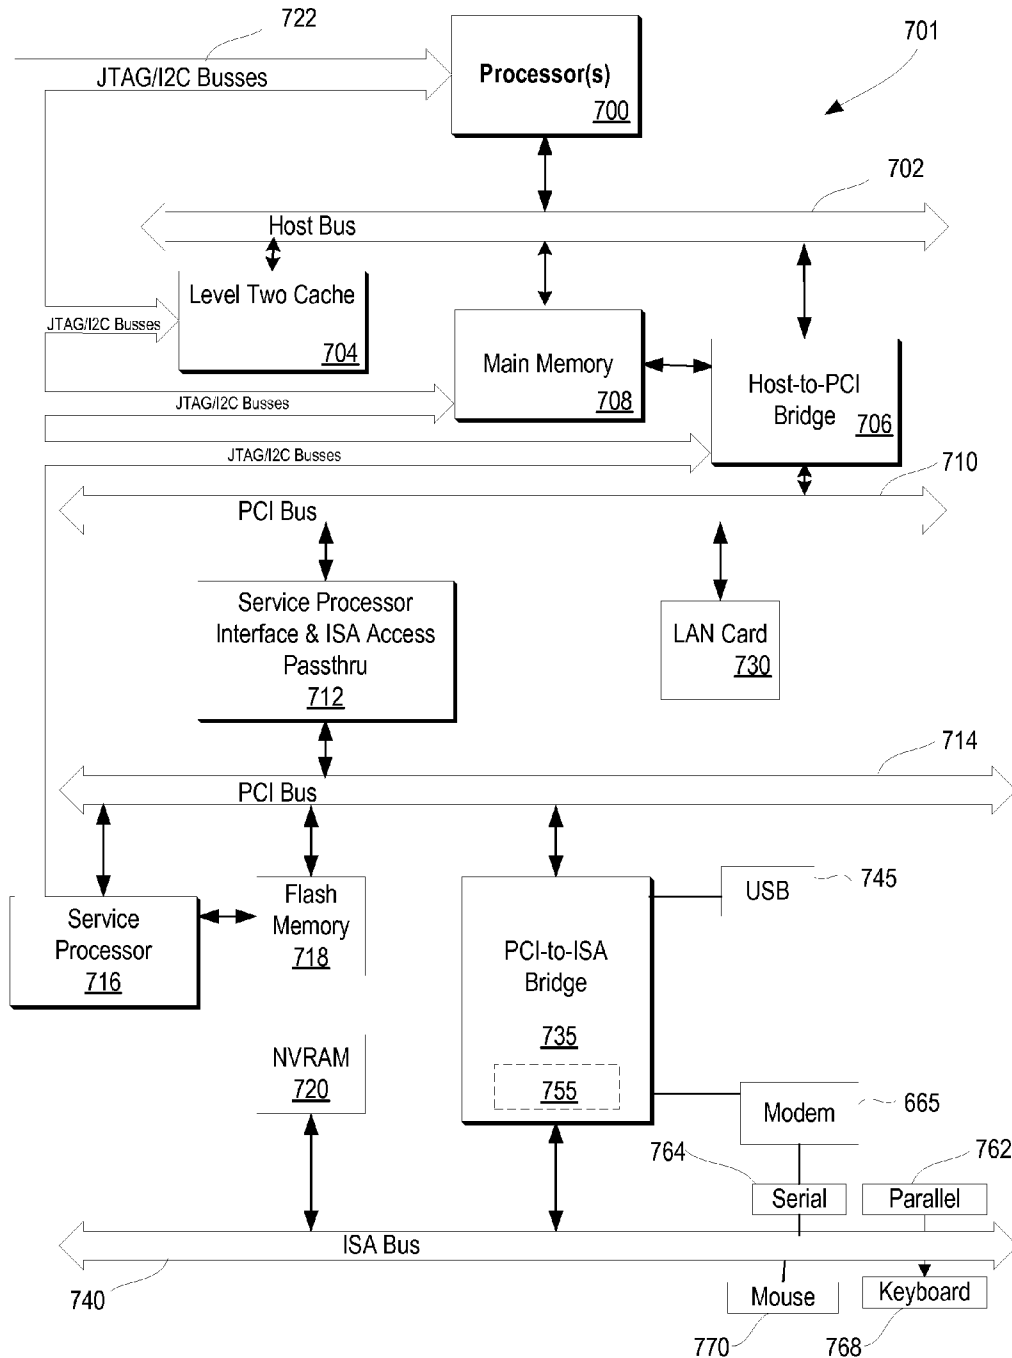 722
JTAG/I2C Busses
Processor(s)
700
701
702
Host Bus
Level Two Cache
704
JTAG/I2C Busses
Main Memory
708
Host-to-PCI
Bridge
706
JTAG/I2C Busses
JTAG/I2C Busses
710
PCI Bus
Service Processor
Interface & ISA Access
Passthru
712
LAN Card
730
714
PCI Bus
Service
Processor
716
Flash
Memory
718
PCI-to-ISA
Bridge
735
755
USB
745
NVRAM
720
Modem
665
764
762
Serial
Parallel
ISA Bus
740
Mouse
Keyboard
770
768